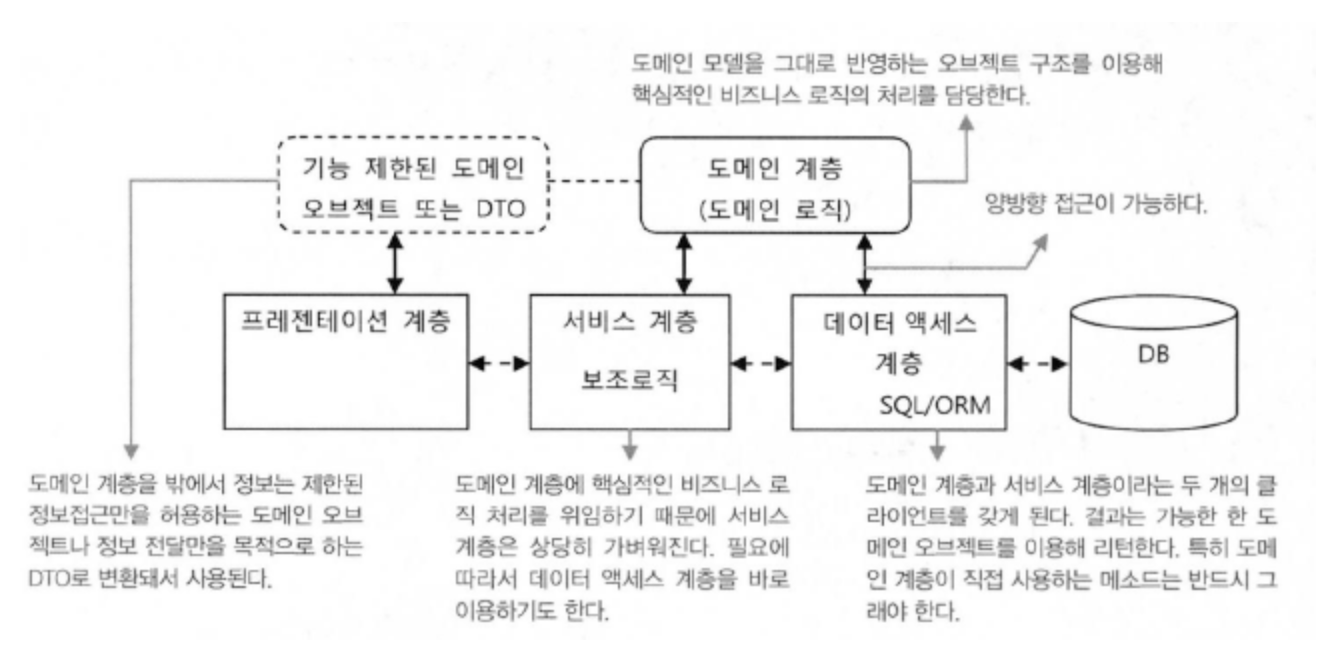 도메인 모델을 그대로 반영하는 오브젝트 구조를 이용해
핵심적인 비즈니스 로직의 처리를 담당한다.
기능 제한된 도메인
오브젝트 또는 DTO
도메인 계층
(도메인 로직)
양방향 접근이 가능하다.
프레젠테이션 계층
서비스 계층
보조로직
데이터 액세스
계층
SQL/ORM
DB
도메인 계층을 밖에서 정보는 제한된
정보접근만을 허용하는 도메인 오브
젝트나 정보 전달만을 목적으로 하는
DTO로 변환돼서 사용된다.
도메인 계층에 핵심적인 비즈니스 로
직 처리를 위임하기 때문에 서비스
계층은 상당히 가벼워진다. 필요에
따라서 데이터 액세스 계층을 바로
이용하기도 한다.
도메인 계층과 서비스 계층이라는 두 개의 클
라이언트를 갖게 된다. 결과는 가능한 한 도
메인 오브젝트를 이용해 리턴한다. 특히 도메
인 계층이 직접 사용하는 메소드는 반드시 그
래야 한다.